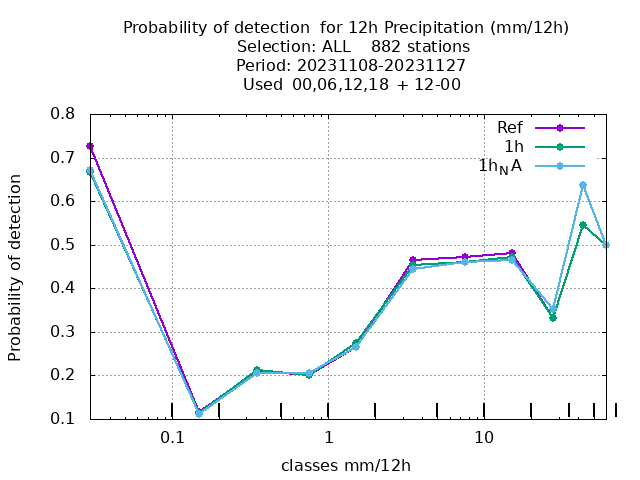 Probability of detection  for 12h Precipitation (mm/12h)
Selection: ALL    882 stations
Period: 20231108-20231127
Used  00,06,12,18  + 12-00
Ref
1h
1h_NA
Probability of detection
0.8
0.7
0.6
0.5
0.4
0.3
0.2
0.1
0.1 1 10
classes mm/12h